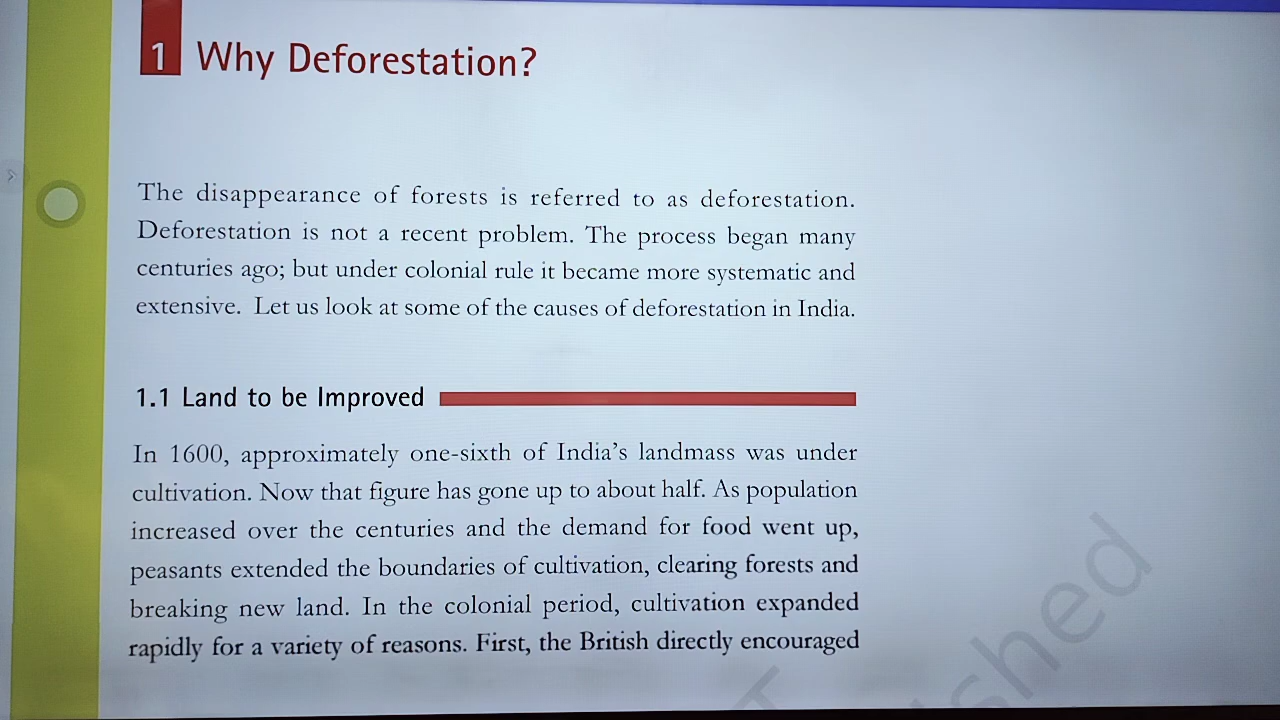 1 Why Deforestation?
The disappearance of forests is referred to as deforestation.
Deforestation is not a recent problem. The process began many
centuries ago; but under colonial rule it became more systematic and
extensive. Let us look at some of the causes of deforestation in India.
1.1 Land to be Improved
In 1600, approximately one-sixth of India’s landmass was under
cultivation. Now that figure has gone up to about half. As population
increased over the centuries and the demand for food went up,
peasants extended the boundaries of cultivation, clearing forests and
breaking new land. In the colonial period, cultivation expanded
rapidly for a variety of reasons. First, the British directly encouraged